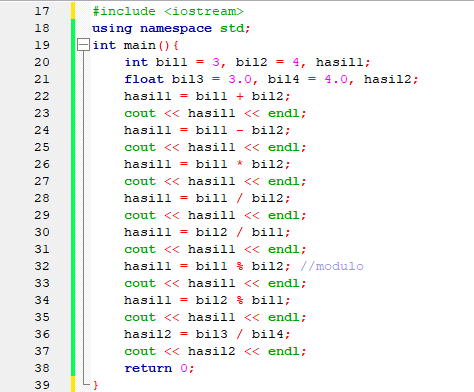 17 #include <iostream>
18 using namespace std;
19 int main(){
20 int bil1 = 3, bil2 = 4, hasil1;
21 float bil3 = 3.0, bil4 = 4.0, hasil2;
22 hasil1 = bil1 + bil2;
23 cout << hasil1 << endl;
24 hasil1 = bil1 - bil2;
25 cout << hasil1 << endl;
26 hasil1 = bil1 * bil2;
27 cout << hasil1 << endl;
28 hasil1 = bil1 / bil2;
29 cout << hasil1 << endl;
30 hasil1 = bil2 / bil1;
31 cout << hasil1 << endl;
32 hasil1 = bil1 % bil2; //modulo
33 cout << hasil1 << endl;
34 hasil1 = bil2 % bil1;
35 cout << hasil1 << endl;
36 hasil2 = bil3 / bil4;
37 cout << hasil2 << endl;
38 return 0;
39 }